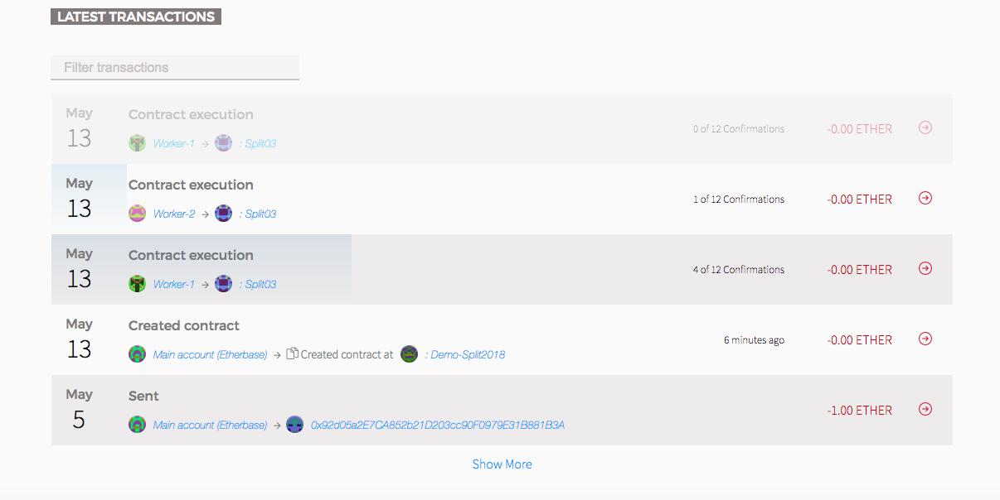 LATEST TRANSACTIONS
Filter transactions
May
13
Contract execution
Worker-1 → : Split03
0 of 12 Confirmations
-0.00 ETHER
May
13
Contract execution
Worker-2 → : Split03
1 of 12 Confirmations
-0.00 ETHER
May
13
Contract execution
Worker-1 → : Split03
4 of 12 Confirmations
-0.00 ETHER
May
13
Created contract
Main account (Etherbase) → Created contract at : Demo-Split2018
6 minutes ago
-0.00 ETHER
May
5
Sent
Main account (Etherbase) → 0x92d05a2E7CA852b21D203cc90F0979E31B881B3A
-1.00 ETHER
Show More